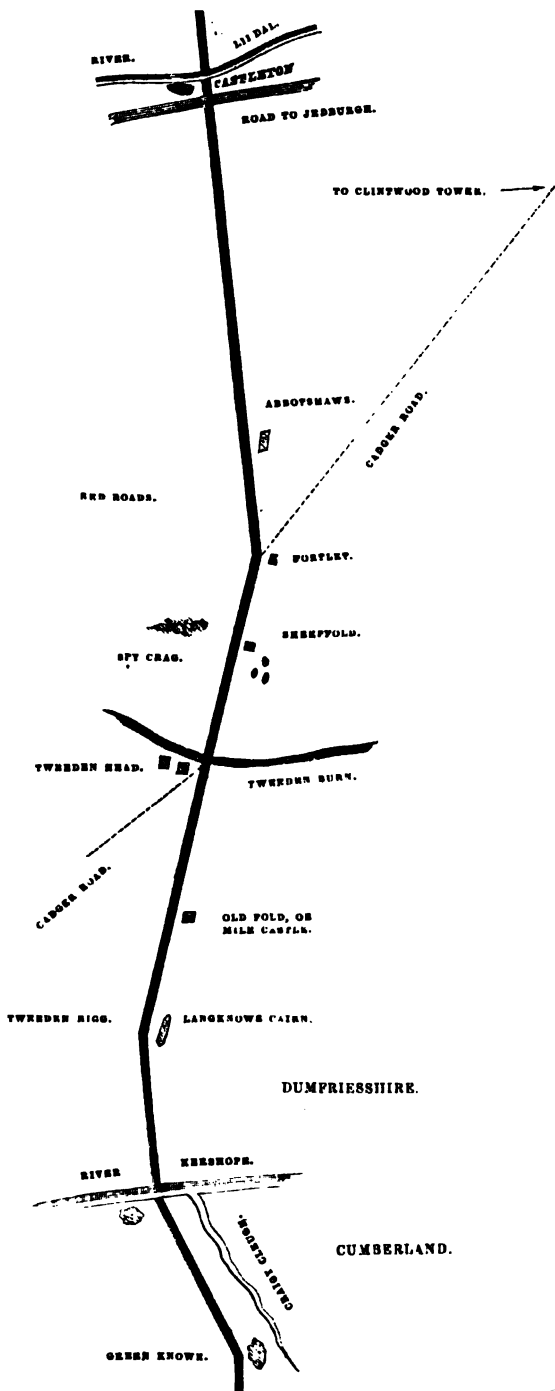 RIVER.
LIDDAL.
CASTLETON
ROAD TO JEDBURGH.
TO CLINTWOOD TOWER.
ABBOTSHAWS.
CADGER ROAD.
RED ROADS.
FORTLET.
SHEEPFOLD.
SPY CRAG.
TWEEDEN HEAD.
TWEEDEN BURN.
CADGER ROAD.
OLD FOLD, OR
MILE CASTLE.
TWEEDEN RIGG.
LANGKNOWE CAIRN.
DUMFRIESSHIRE.
RIVER
KERSHOPE.
CRAIGY CLEUGH.
CUMBERLAND.
GREEN KNOWE.